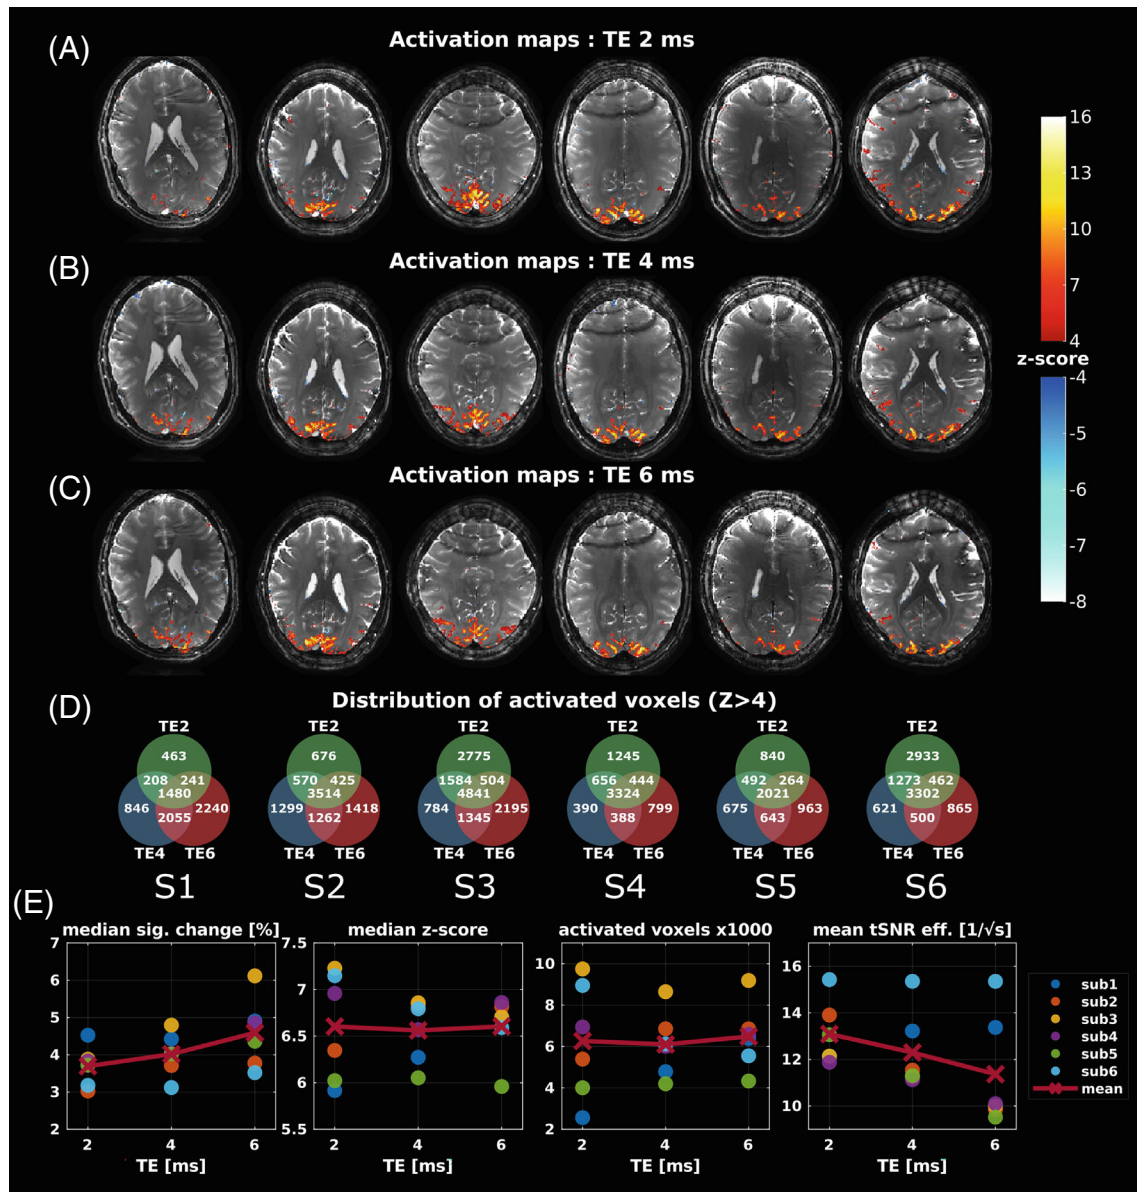 (A)
Activation maps : TE 2 ms
(B)
Activation maps : TE 4 ms
(C)
Activation maps : TE 6 ms
16
13
10
7
4
z-score
-4
-5
-6
-7
-8
(D)
Distribution of activated voxels (Z>4)
TE2 TE2 TE2 TE2 TE2 TE2
463 676 2775 1245 840 2933
208 241 570 425 1584 504 656 444 492 264 1273 462
1480 3514 4841 3324 2021 3302
846 2240 1299 1418 784 2195 390 799 675 963 621 865
2055 1262 1345 388 643 500
TE4 TE6 TE4 TE6 TE4 TE6 TE4 TE6 TE4 TE6 TE4 TE6
S1 S2 S3 S4 S5 S6
(E)
median sig. change [%]
7
6
5
4
3
2
2 4 6
TE [ms]
median z-score
7.5
7
6.5
6
5.5
2 4 6
TE [ms]
activated voxels x1000
10
8
6
4
2
2 4 6
TE [ms]
mean tSNR eff. [1/√s]
16
14
12
10
2 4 6
TE [ms]
sub1
sub2
sub3
sub4
sub5
sub6
mean